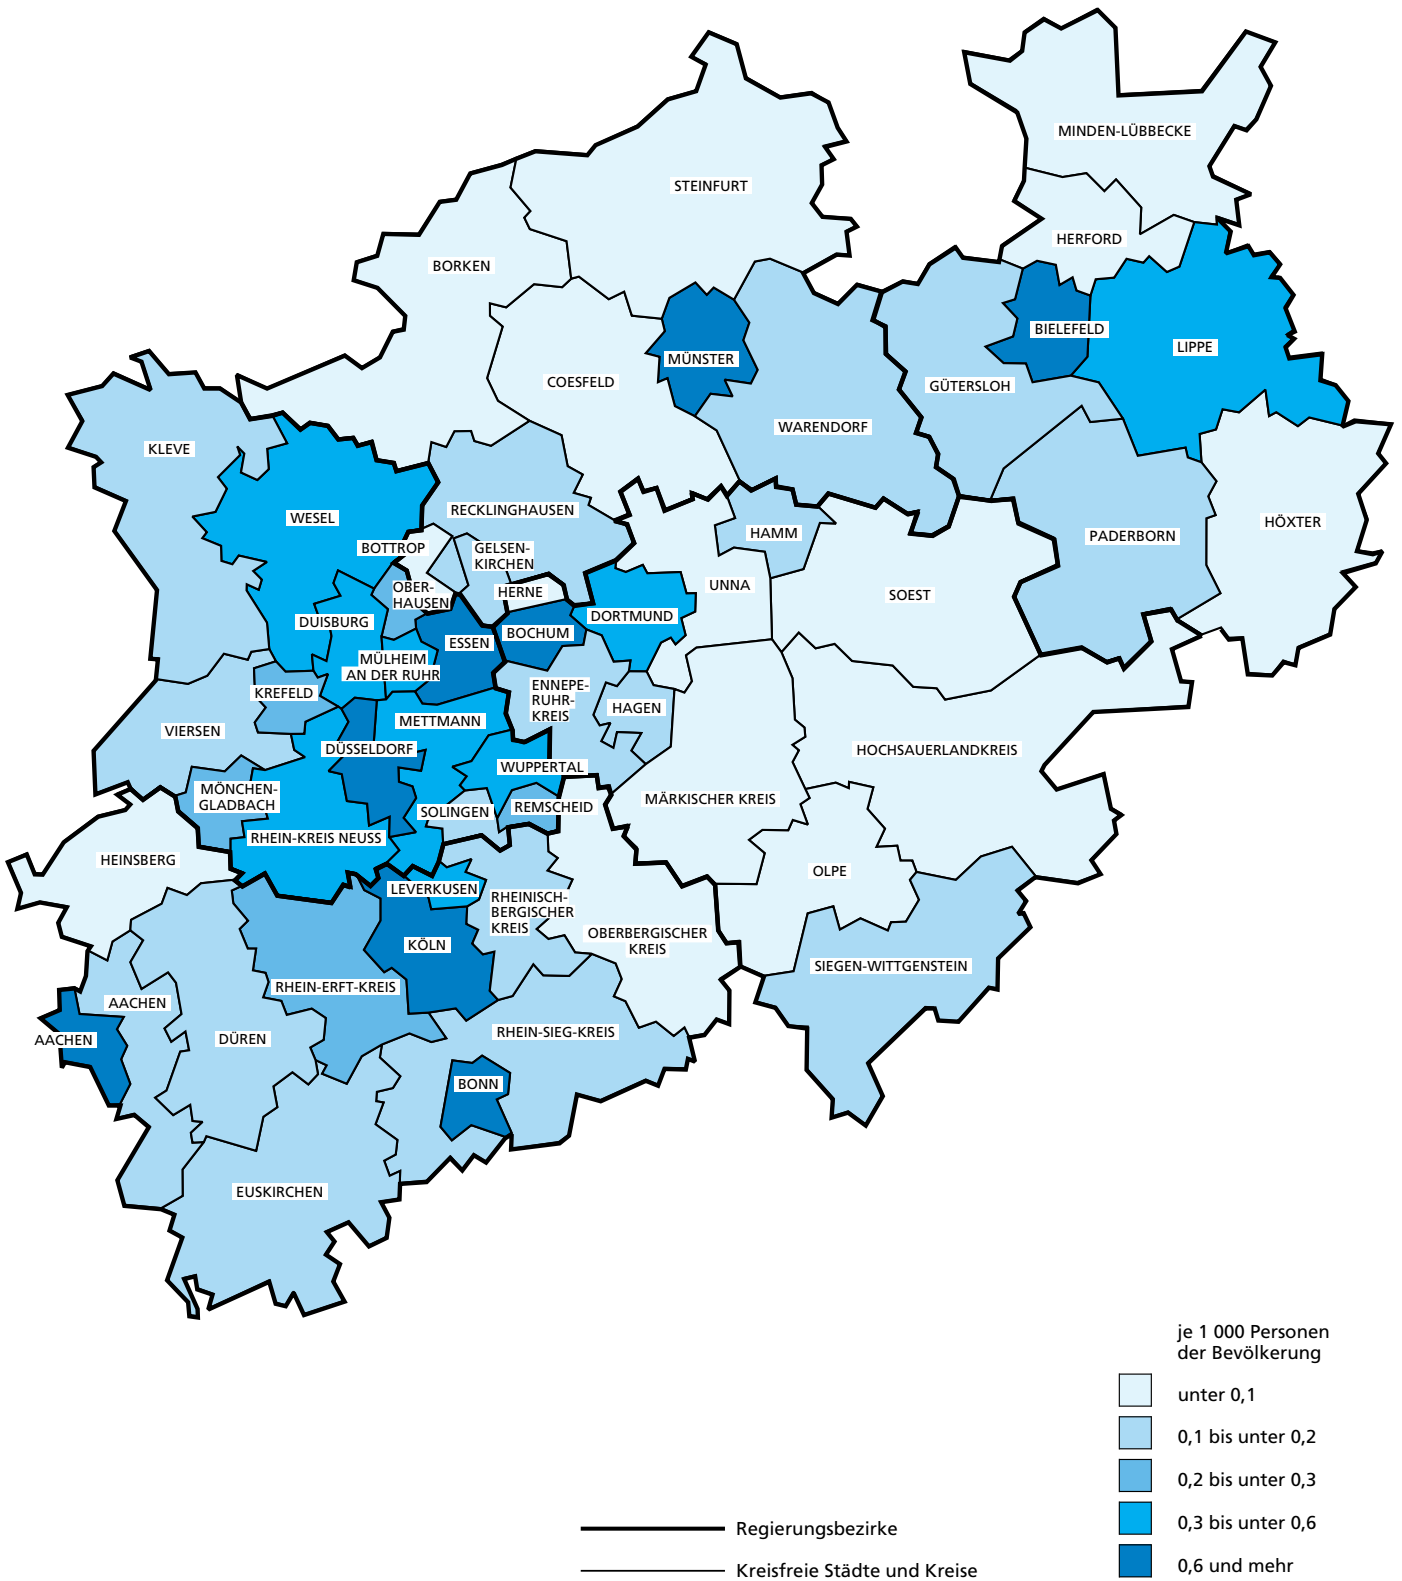 MINDEN-LÜBBECKE
STEINFURT
HERFORD
BORKEN
BIELEFELD
LIPPE
MÜNSTER
COESFELD
GÜTERSLOH
WARENDORF
KLEVE
RECKLINGHAUSEN
WESEL
HÖXTER
HAMM
PADERBORN
BOTTROP
GELSEN-
KIRCHEN
UNNA
OBER-
HAUSEN
HERNE
SOEST
DUISBURG
DORTMUND
BOCHUM
ESSEN
MÜLHEIM
AN DER RUHR
KREFELD
ENNEPE-
RUHR-
KREIS
HAGEN
METTMANN
VIERSEN
DÜSSELDORF
HOCHSAUERLANDKREIS
WUPPERTAL
MÖNCHEN-
GLADBACH
MÄRKISCHER KREIS
SOLINGEN
REMSCHEID
RHEIN-KREIS NEUSS
HEINSBERG
OLPE
LEVERKUSEN
RHEINISCH-
BERGISCHER
KREIS
OBERBERGISCHER
KREIS
KÖLN
SIEGEN-WITTGENSTEIN
RHEIN-ERFT-KREIS
AACHEN
RHEIN-SIEG-KREIS
AACHEN
DÜREN
BONN
EUSKIRCHEN
je 1 000 Personen
der Bevölkerung
unter 0,1
0,1 bis unter 0,2
0,2 bis unter 0,3
0,3 bis unter 0,6
0,6 und mehr
Regierungsbezirke
Kreisfreie Städte und Kreise